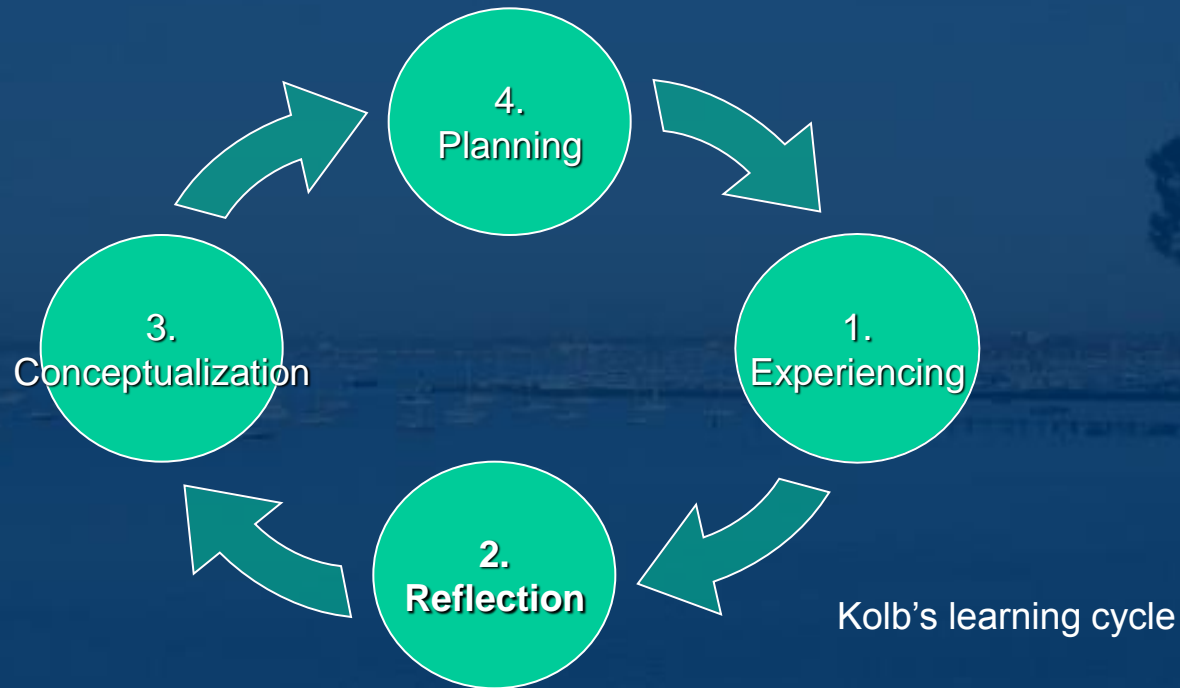 4.
Planning
3.
Conceptualization
1.
Experiencing
2.
Reflection
Kolb’s learning cycle